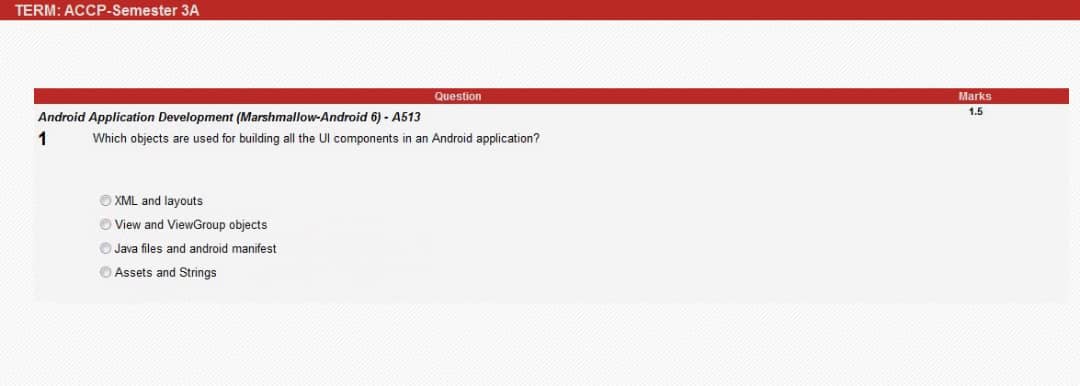 TERM: ACCP-Semester 3A
Question Marks
Android Application Development (Marshmallow-Android 6) - A513 1.5
1 Which objects are used for building all the UI components in an Android application?
XML and layouts
View and ViewGroup objects
Java files and android manifest
Assets and Strings